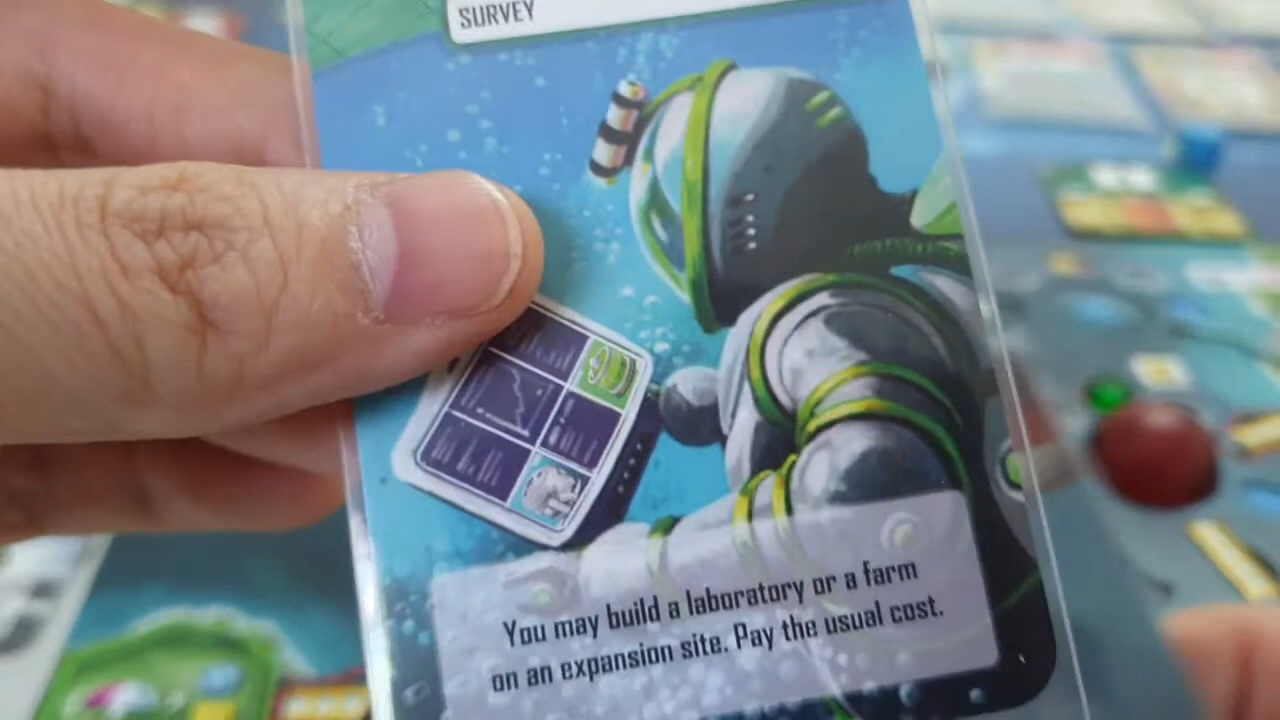 SURVEY
You may build a laboratory or a farm
on an expansion site. Pay the usual cost.